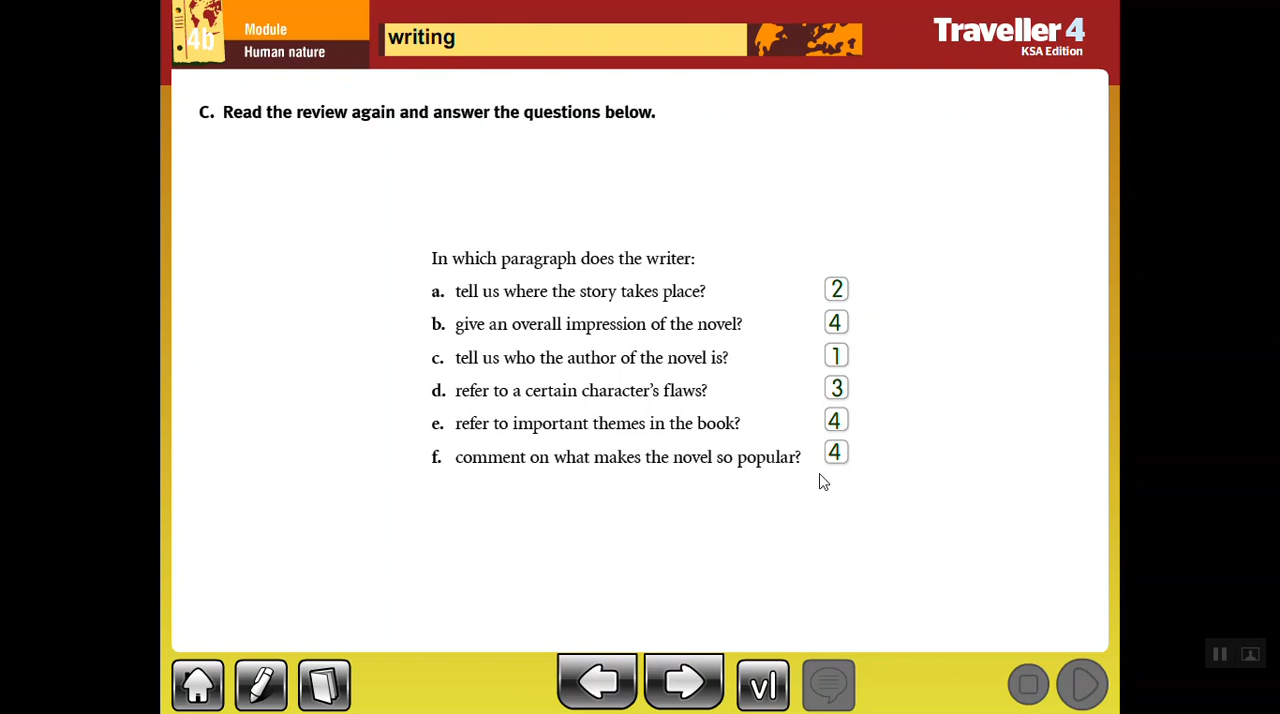 4b
Module
Human nature
writing
Traveller 4
KSA Edition
C. Read the review again and answer the questions below.
In which paragraph does the writer:
a. tell us where the story takes place? 2
b. give an overall impression of the novel? 4
c. tell us who the author of the novel is? 1
d. refer to a certain character's flaws? 3
e. refer to important themes in the book? 4
f. comment on what makes the novel so popular? 4
vl